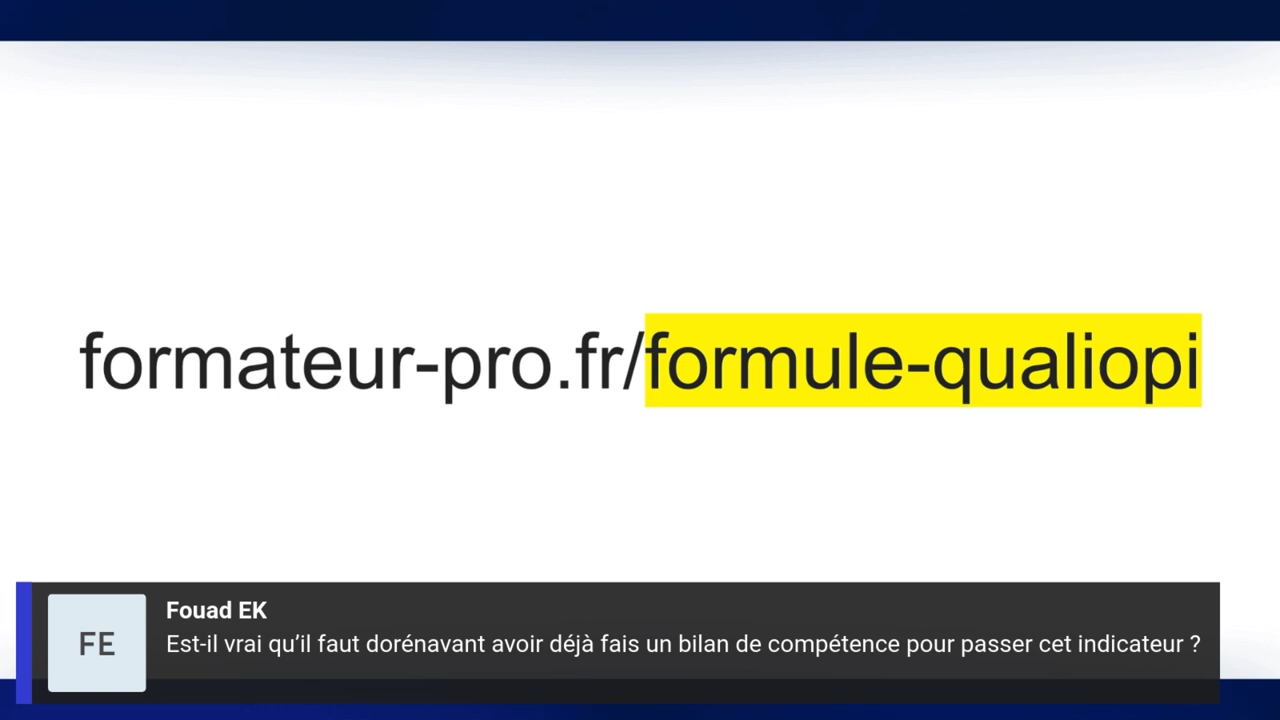 formateur-pro.fr/formule-qualiopi
FE
Fouad EK
Est-il vrai qu’il faut dorénavant avoir déjà fais un bilan de compétence pour passer cet indicateur ?